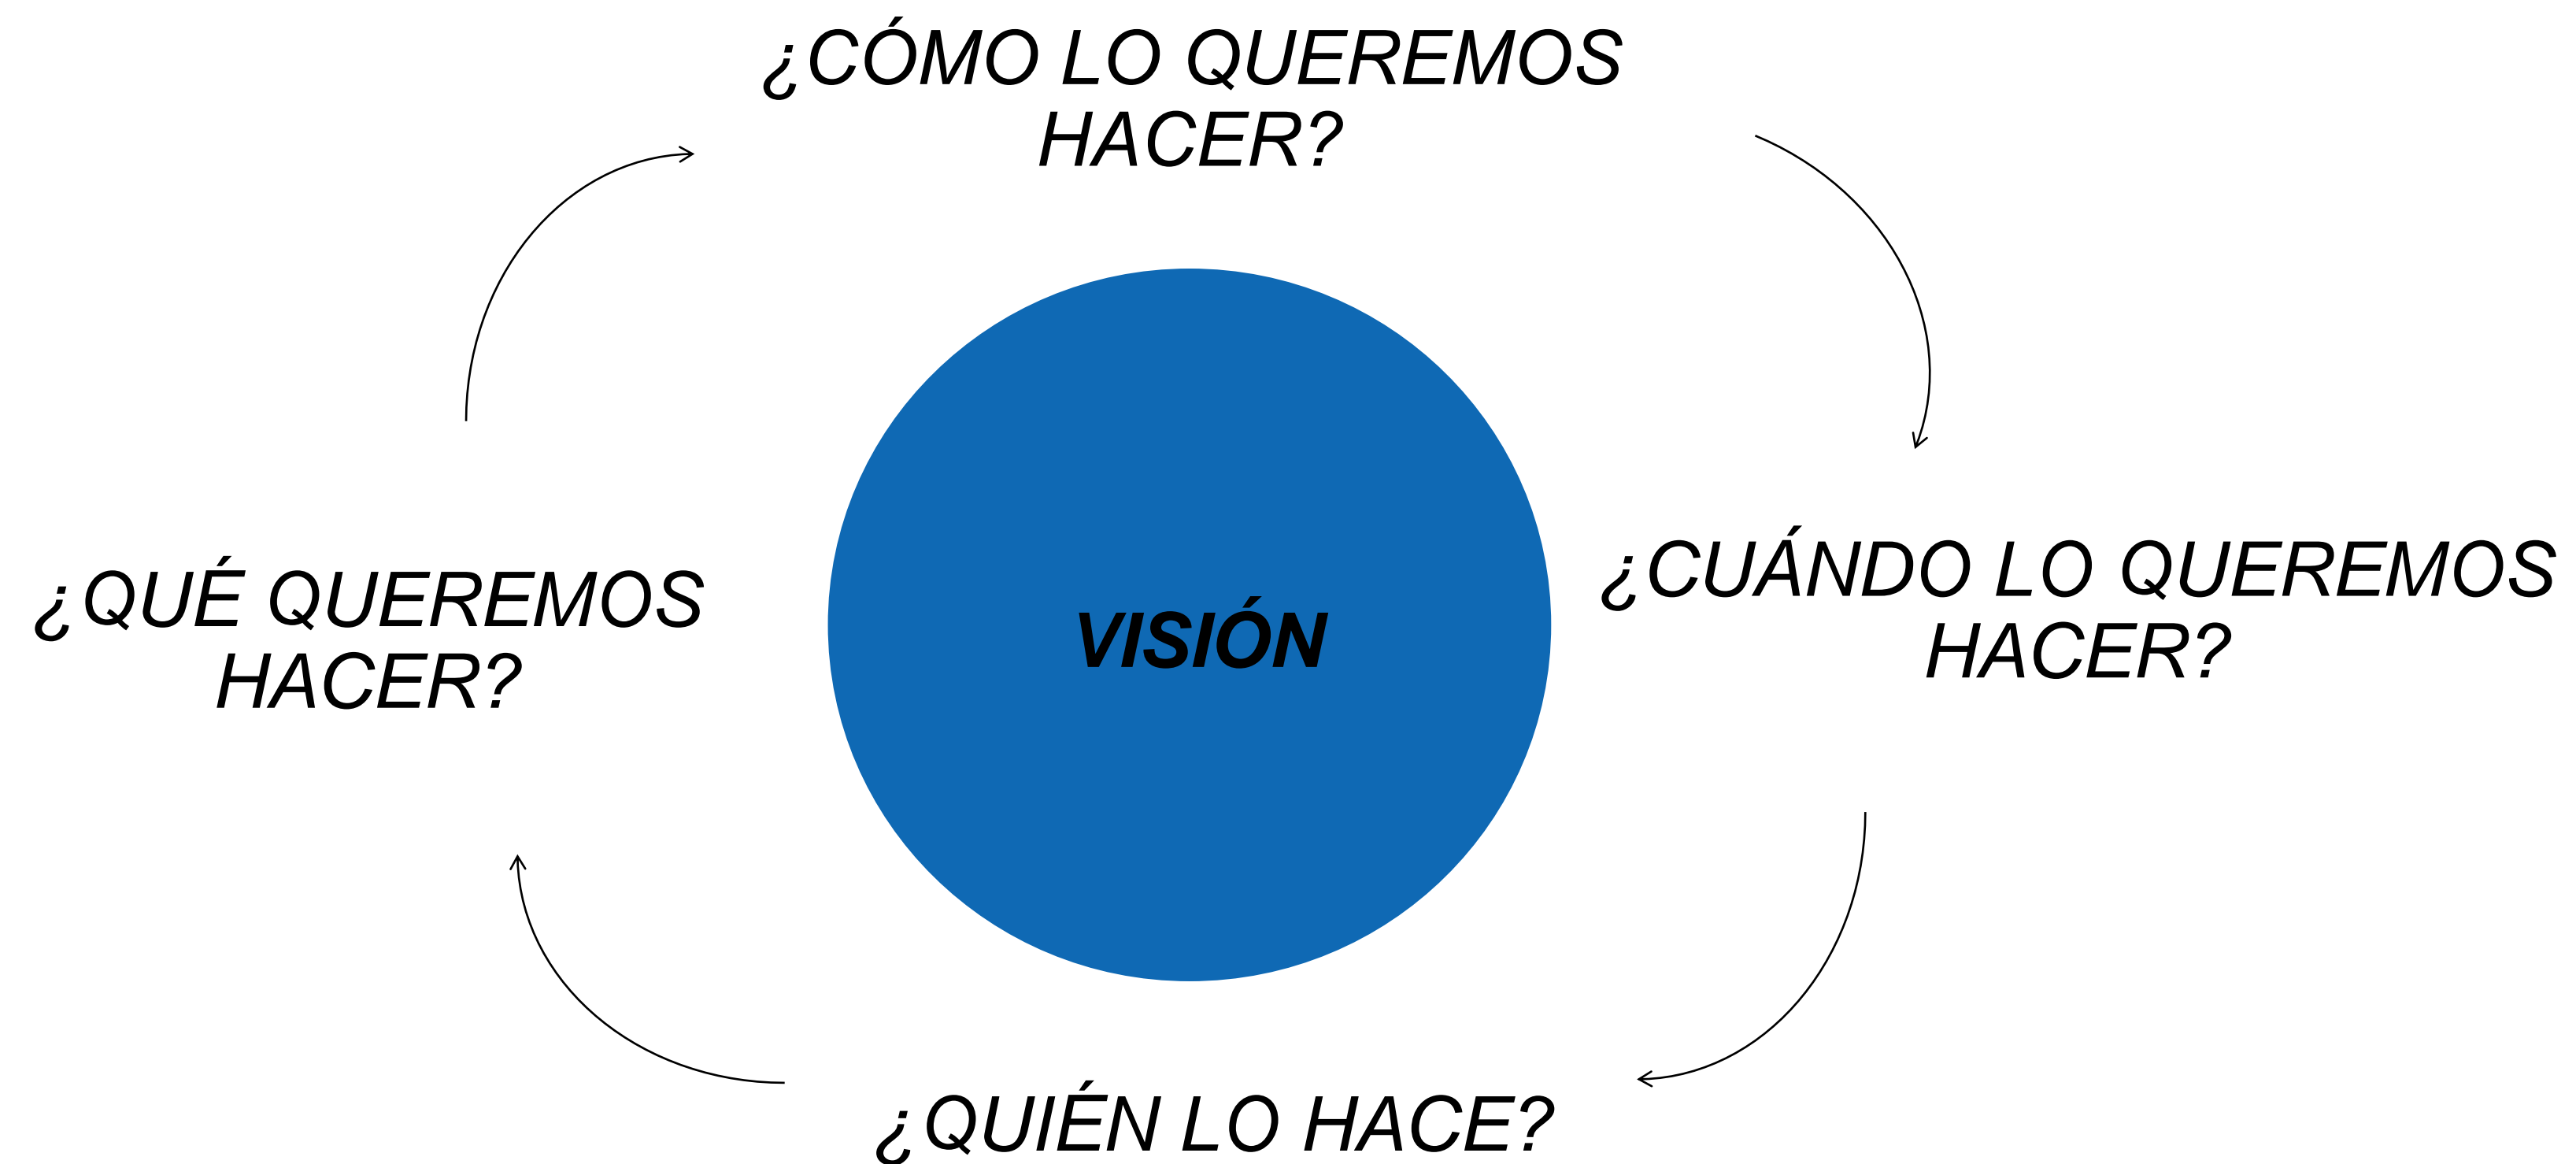 ¿CÓMO LO QUEREMOS
HACER?
¿QUÉ QUEREMOS
HACER?
VISIÓN
¿CUÁNDO LO QUEREMOS
HACER?
¿QUIÉN LO HACE?